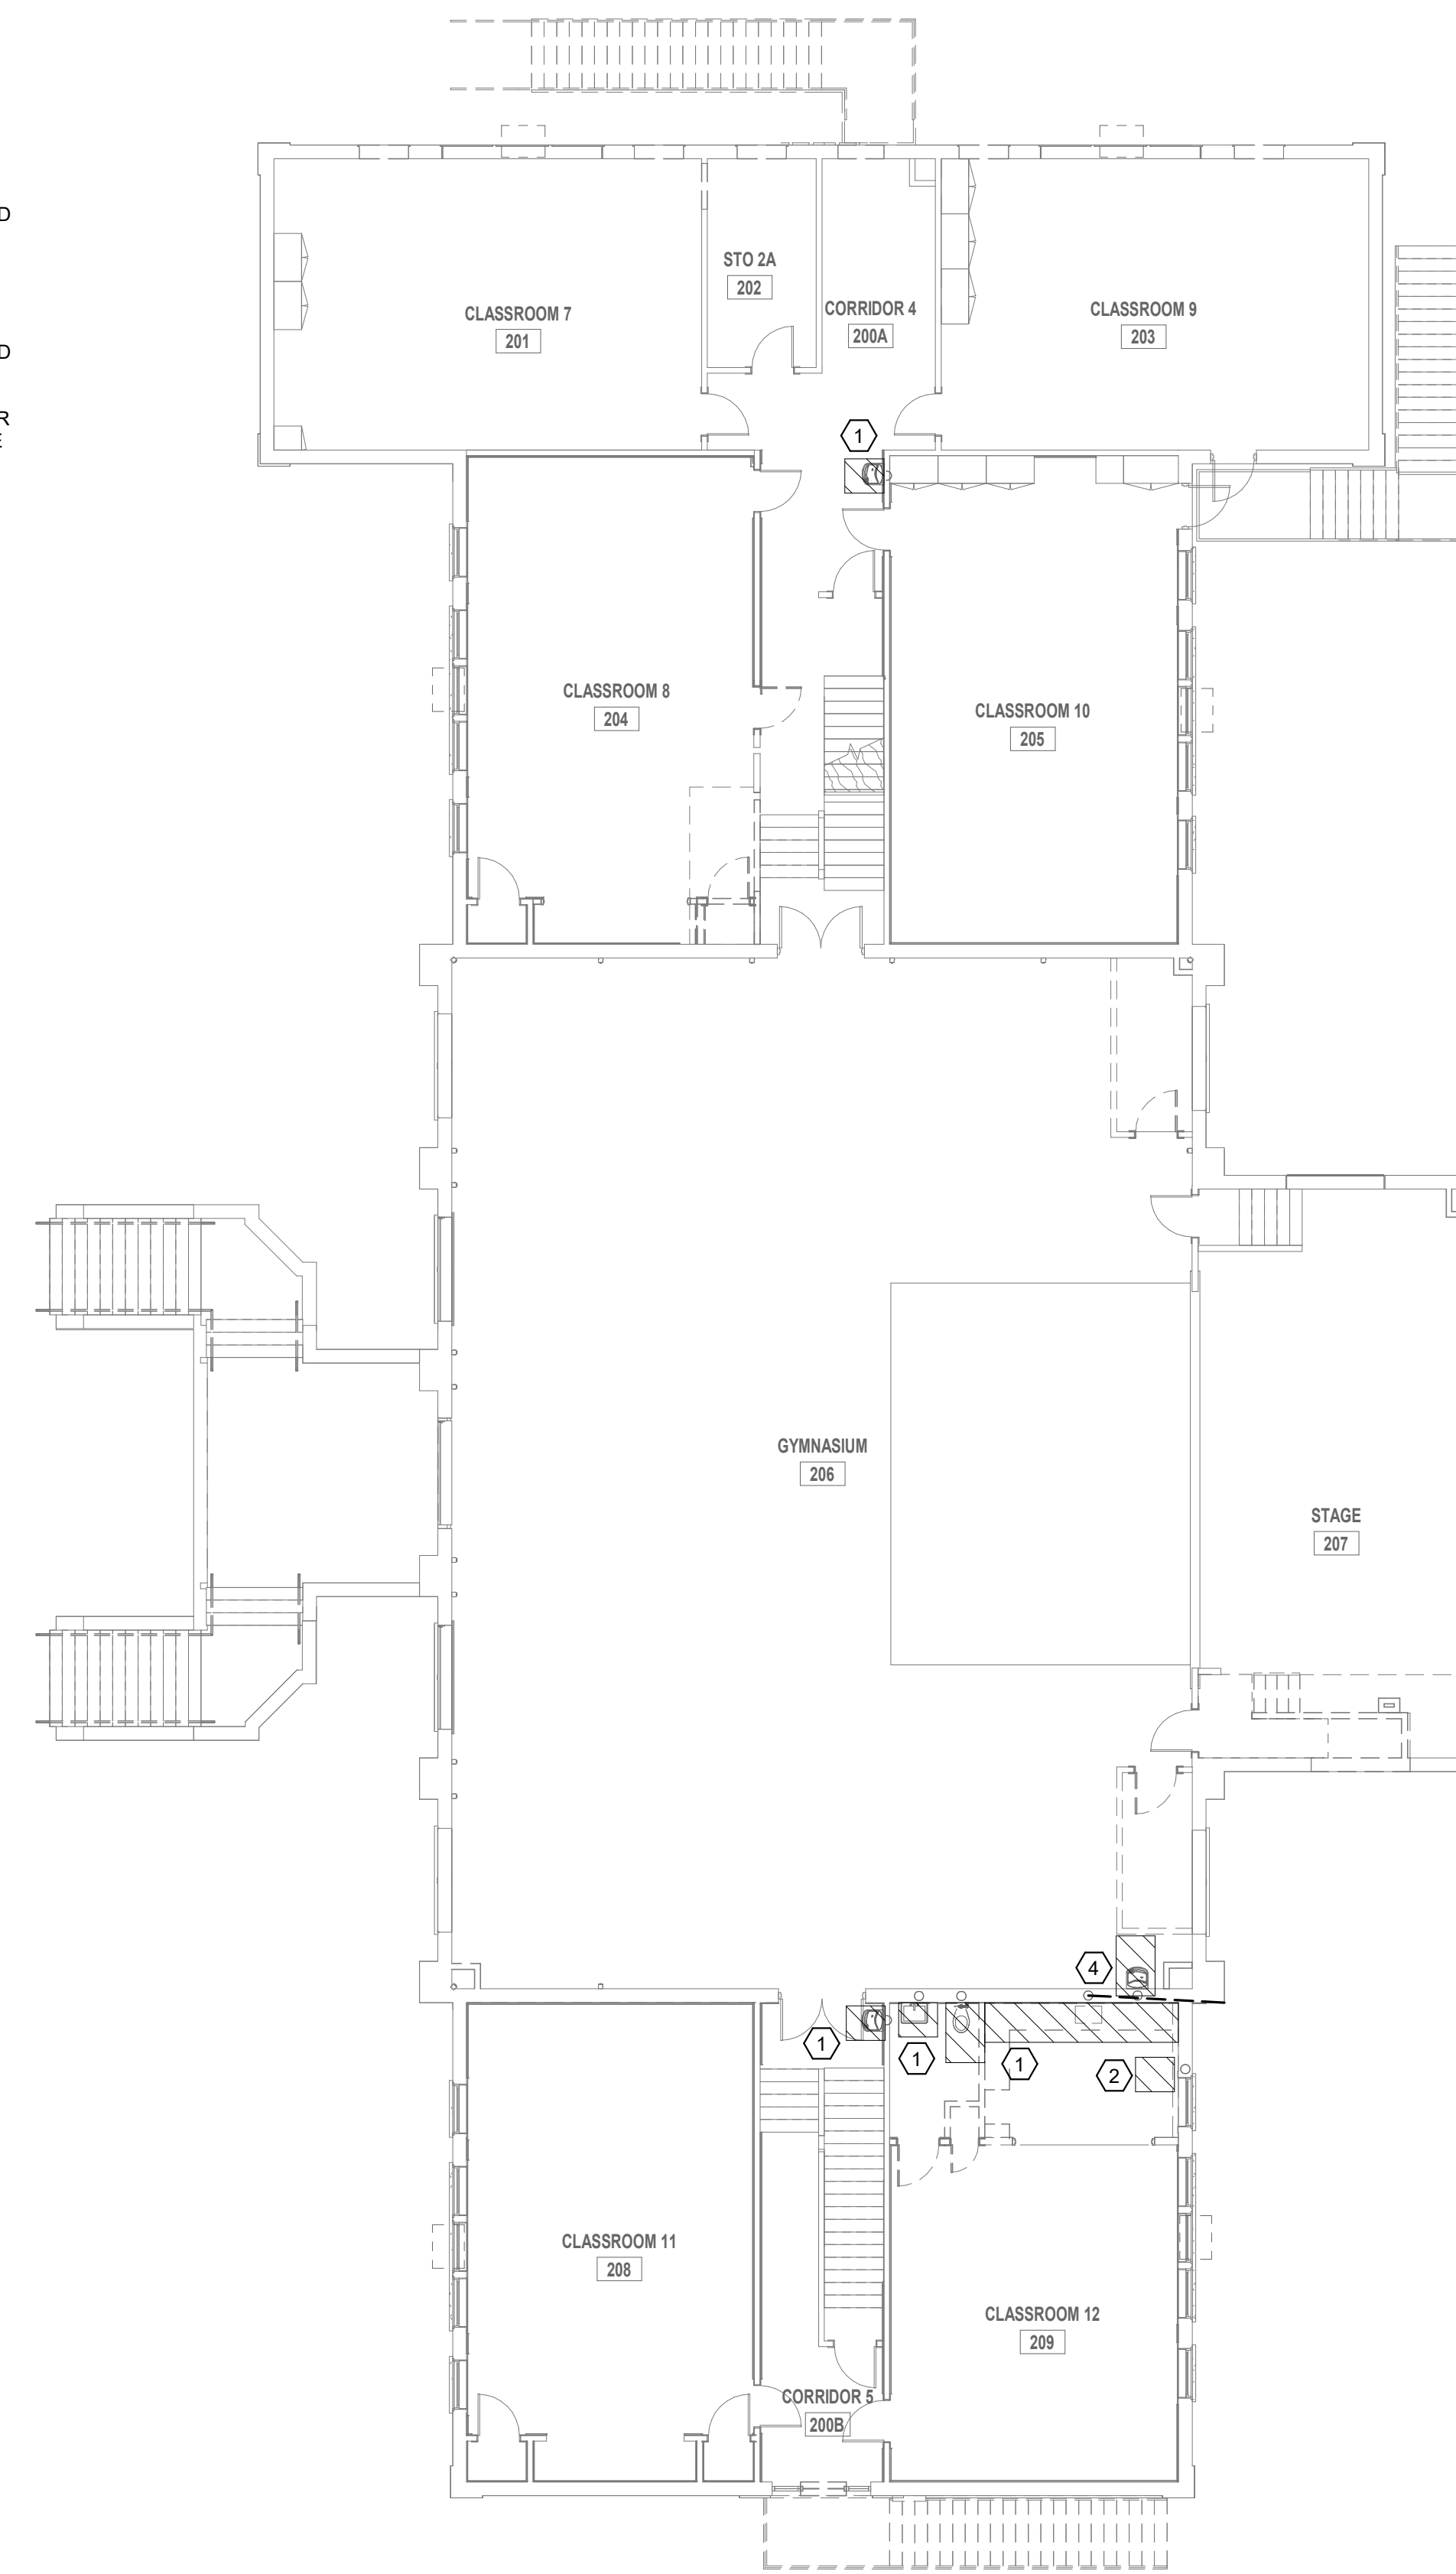 D
D
R
E
STO 2A
202
CLASSROOM 7
201
CORRIDOR 4
200A
CLASSROOM 9
203
1
CLASSROOM 8
204
CLASSROOM 10
205
GYMNASIUM
206
STAGE
207
4
1
1
1
2
CLASSROOM 11
208
CLASSROOM 12
209
CORRIDOR 5
200B